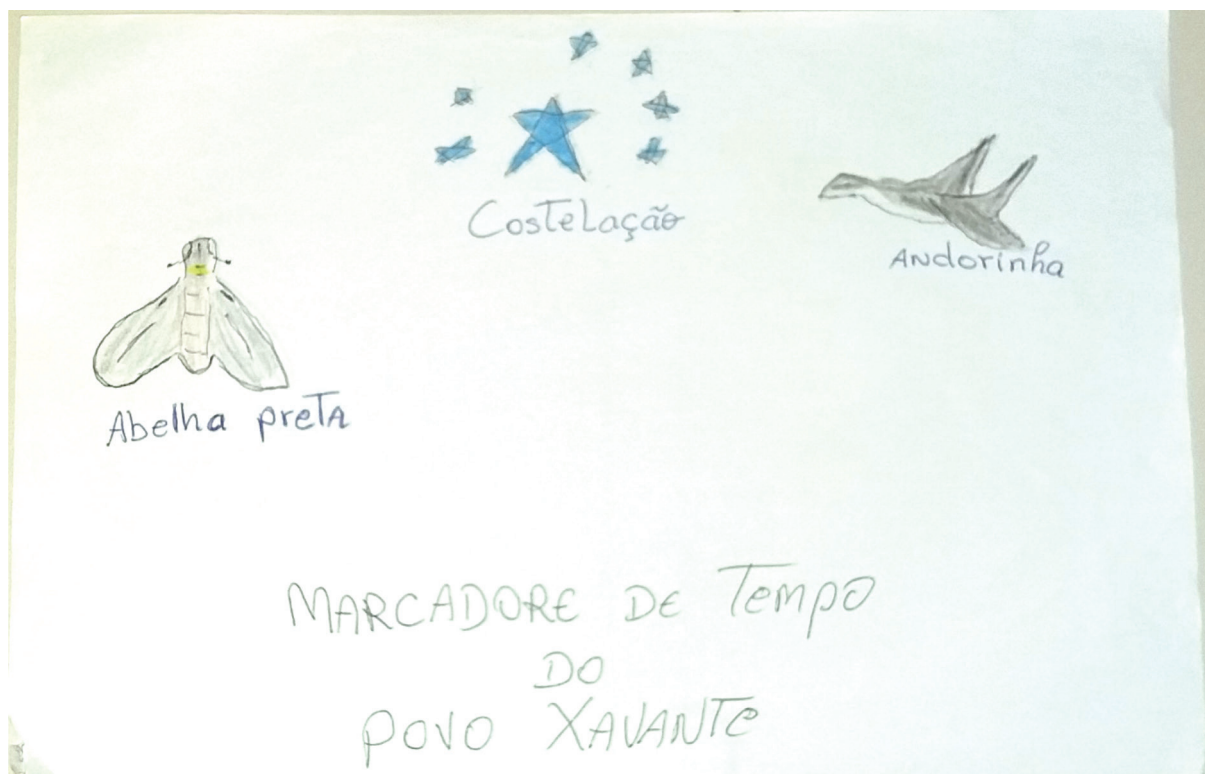 Costelação
Andorinha
Abelha preta
MARCADORE DE Tempo
DO
POVO XAVANTE